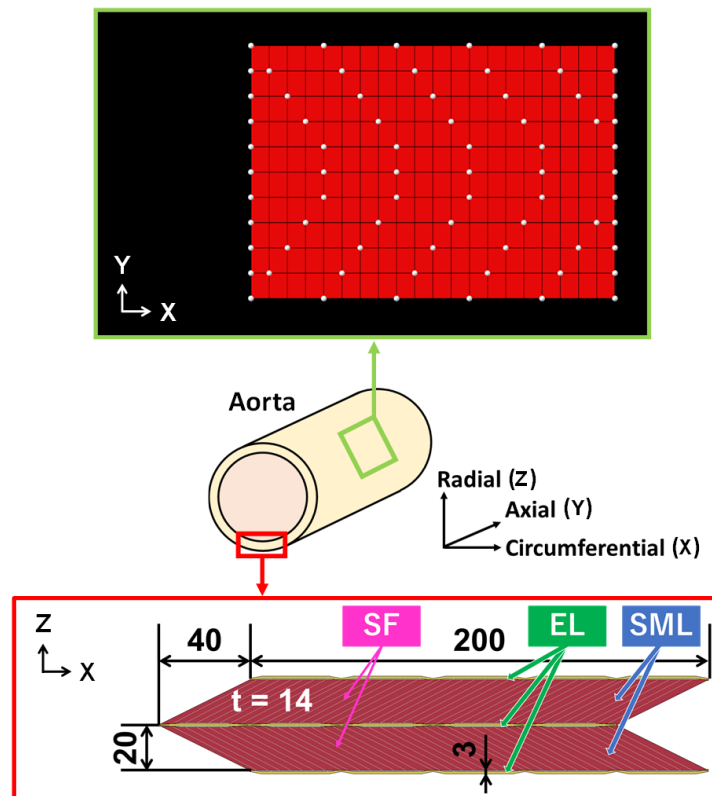 Y
X
Aorta
Radial (Z)
Axial (Y)
Circumferential (X)
Z
X
40
SF
EL
SML
200
t = 14
20
3